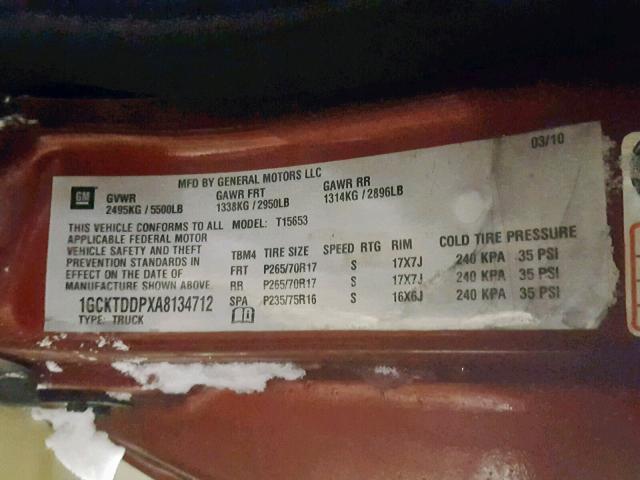 03/10
MFD BY GENERAL MOTORS LLC
GM GVWR GAWR FRT GAWR RR
2495KG / 5500LB 1338KG / 2950LB 1314KG / 2896LB
THIS VEHICLE CONFORMS TO ALL MODEL: T15653
APPLICABLE FEDERAL MOTOR
VEHICLE SAFETY AND THEFT
PREVENTION STANDARDS IN
EFFECT ON THE DATE OF
MANUFACTURE SHOWN ABOVE.
1GCKTDDPXA8134712
TYPE: TRUCK
TBM4 TIRE SIZE SPEED RTG RIM COLD TIRE PRESSURE
FRT P265/70R17 S 17X7J 240 KPA 35 PSI
RR P265/70R17 S 17X7J 240 KPA 35 PSI
SPA P235/75R16 S 16X6J 240 KPA 35 PSI